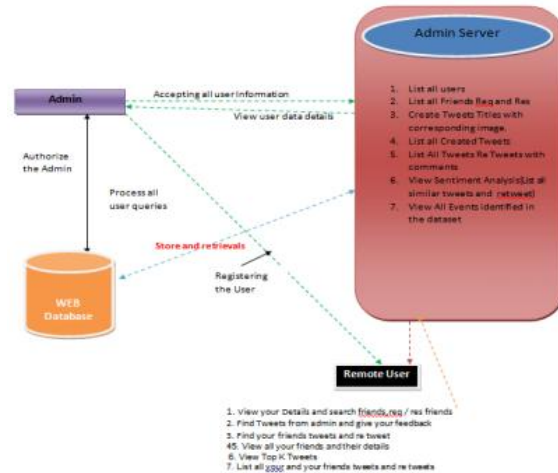 Admin Server
1. List all users
2. List all Friends Req and Res
3. Create Tweets Titles with
corresponding image.
4. List all Created Tweets
5. List All Tweets Re Tweets with
comments
6. View Sentiment Analysis(List all
similar tweets and retweet)
7. View All Events identified in
the dataset
Admin
Accepting all user Information
View user data details
Authorize
the Admin
Process all
user queries
Store and retrievals
Registering
the User
WEB
Database
Remote User
1. View your Details and search friends,req / res friends
2. Find Tweets from admin and give your feedback
3. Find your friends tweets and re tweet
45. View all your friends and their details
6. View Top K Tweets
7. List all your and your friends tweets and re tweets